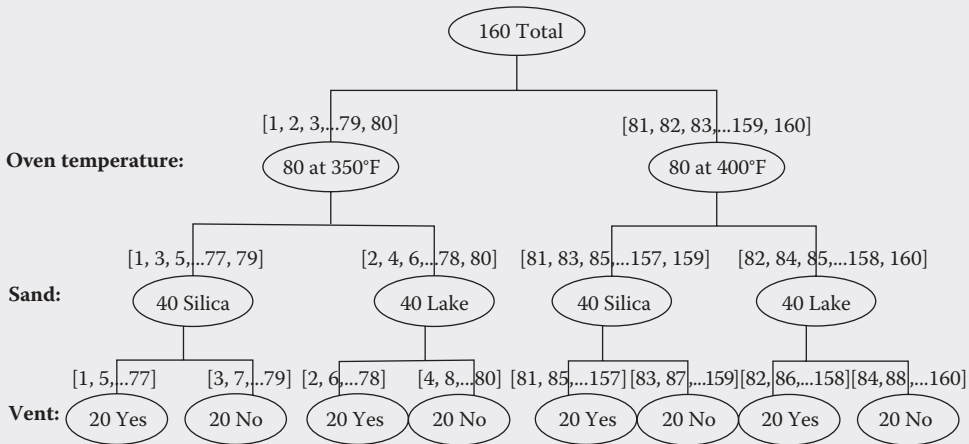 160 Total
[1, 2, 3,...79, 80] [81, 82, 83,...159, 160]
Oven temperature: 80 at 350°F 80 at 400°F
[1, 3, 5,...77, 79] [2, 4, 6,...78, 80] [81, 83, 85,...157, 159] [82, 84, 85,...158, 160]
Sand: 40 Silica 40 Lake 40 Silica 40 Lake
[1, 5,...77] [3, 7,...79] [2, 6,...78] [4, 8,...80] [81, 85,...157] [83, 87,...159] [82, 86,...158] [84,88 ,...160]
Vent: 20 Yes 20 No 20 Yes 20 No 20 Yes 20 No 20 Yes 20 No